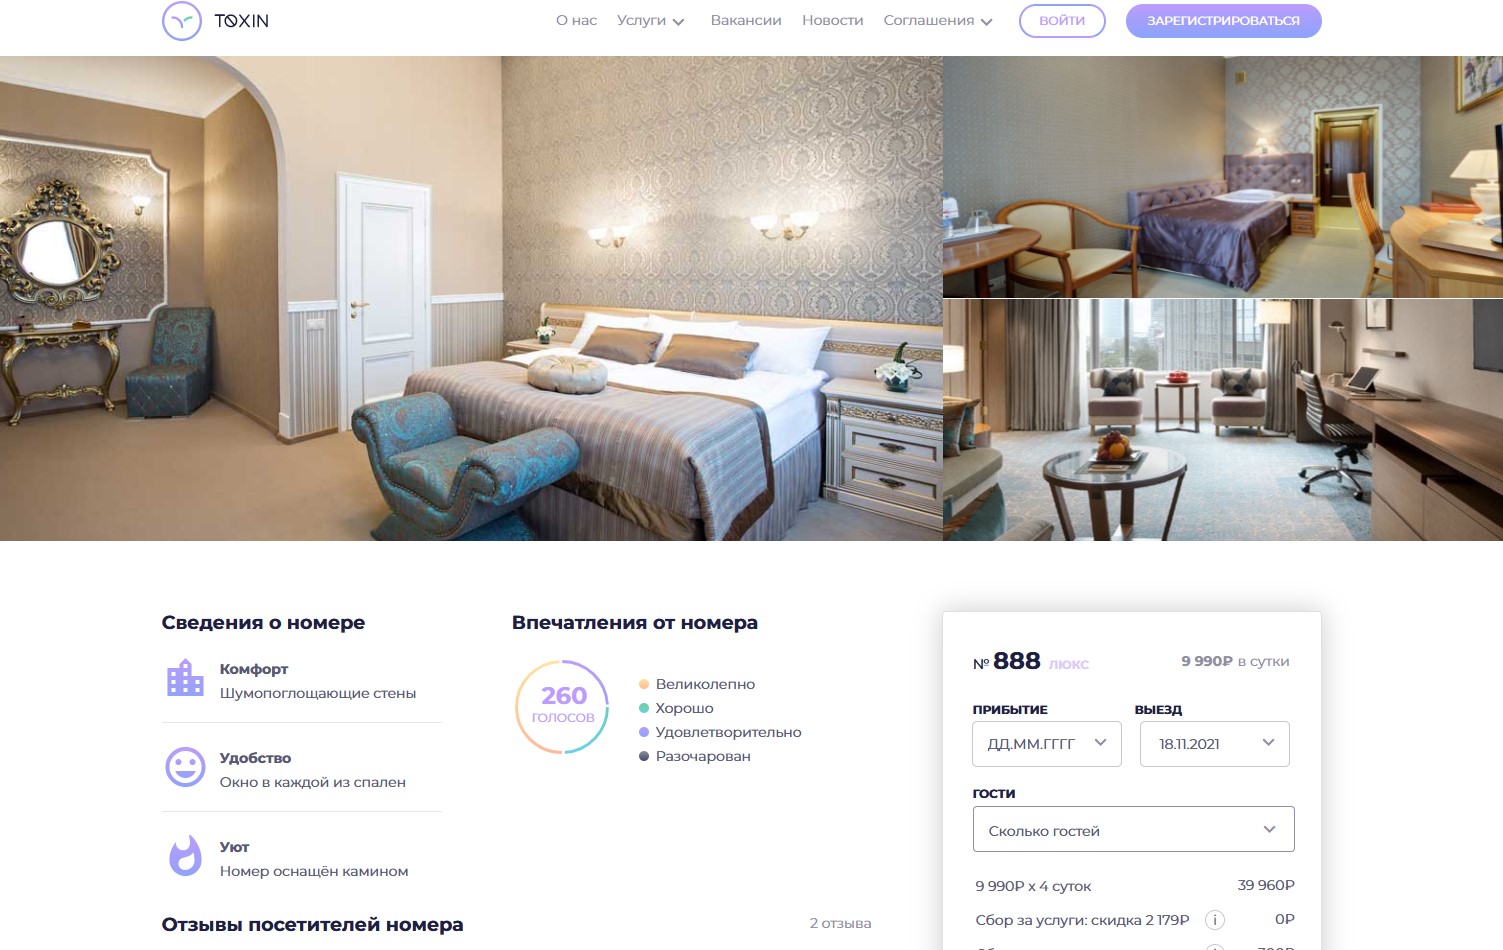 TOXIN
О нас Услуги Вакансии Новости Соглашения ВОЙТИ ЗАРЕГИСТРИРОВАТЬСЯ
Сведения о номере
Комфорт
Шумопоглощающие стены
Удобство
Окно в каждой из спален
Уют
Номер оснащён камином
Впечатления от номера
260
ГОЛОСОВ
Великолепно
Хорошо
Удовлетворительно
Разочарован
Отзывы посетителей номера 2 отзыва
№ 888 ЛЮКС 9 990₽ в сутки
ПРИБЫТИЕ ВЫЕЗД
ДД.ММ.ГГГГ 18.11.2021
ГОСТИ
Сколько гостей
9 990₽ х 4 суток 39 960₽
Сбор за услуги: скидка 2 179₽ i 0₽